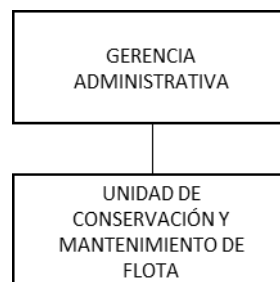 GERENCIA
ADMINISTRATIVA
UNIDAD DE
CONSERVACIÓN Y
MANTENIMIENTO DE
FLOTA